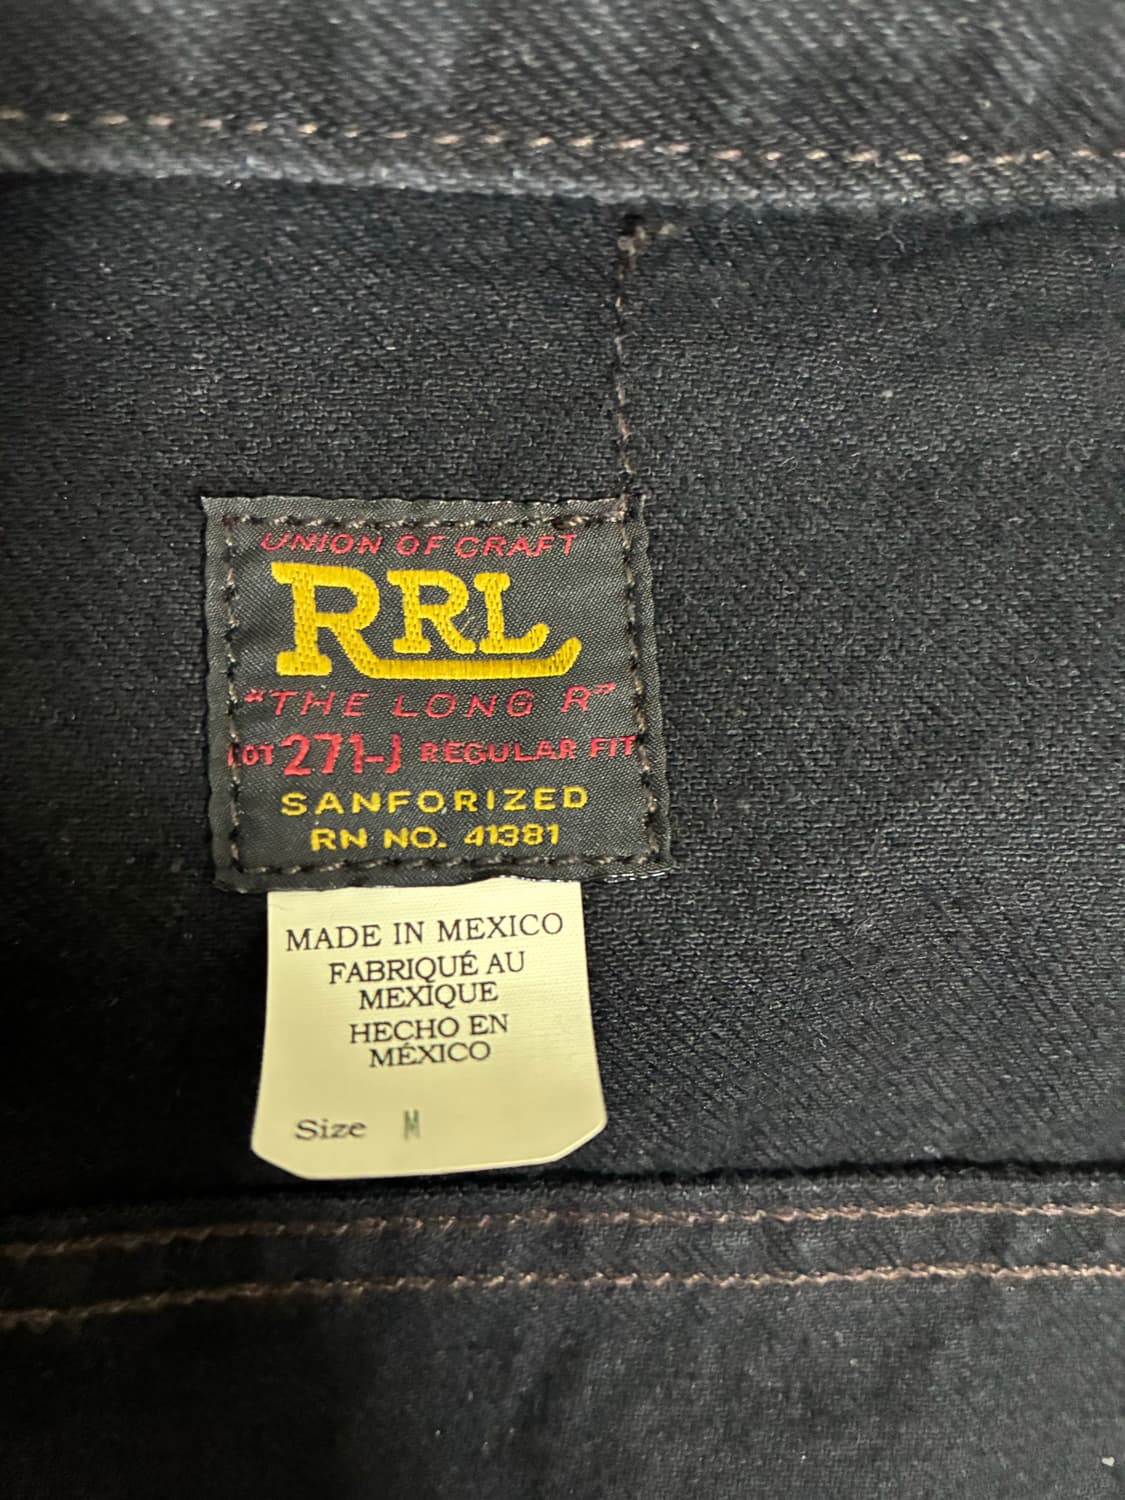 UNION OF CRAFT
RRL
"THE LONG R"
LOT 271-J REGULAR FIT
SANFORIZED
RN NO. 41381
MADE IN MEXICO
FABRIQUÉ AU
MEXIQUE
HECHO EN
MÉXICO
Size M